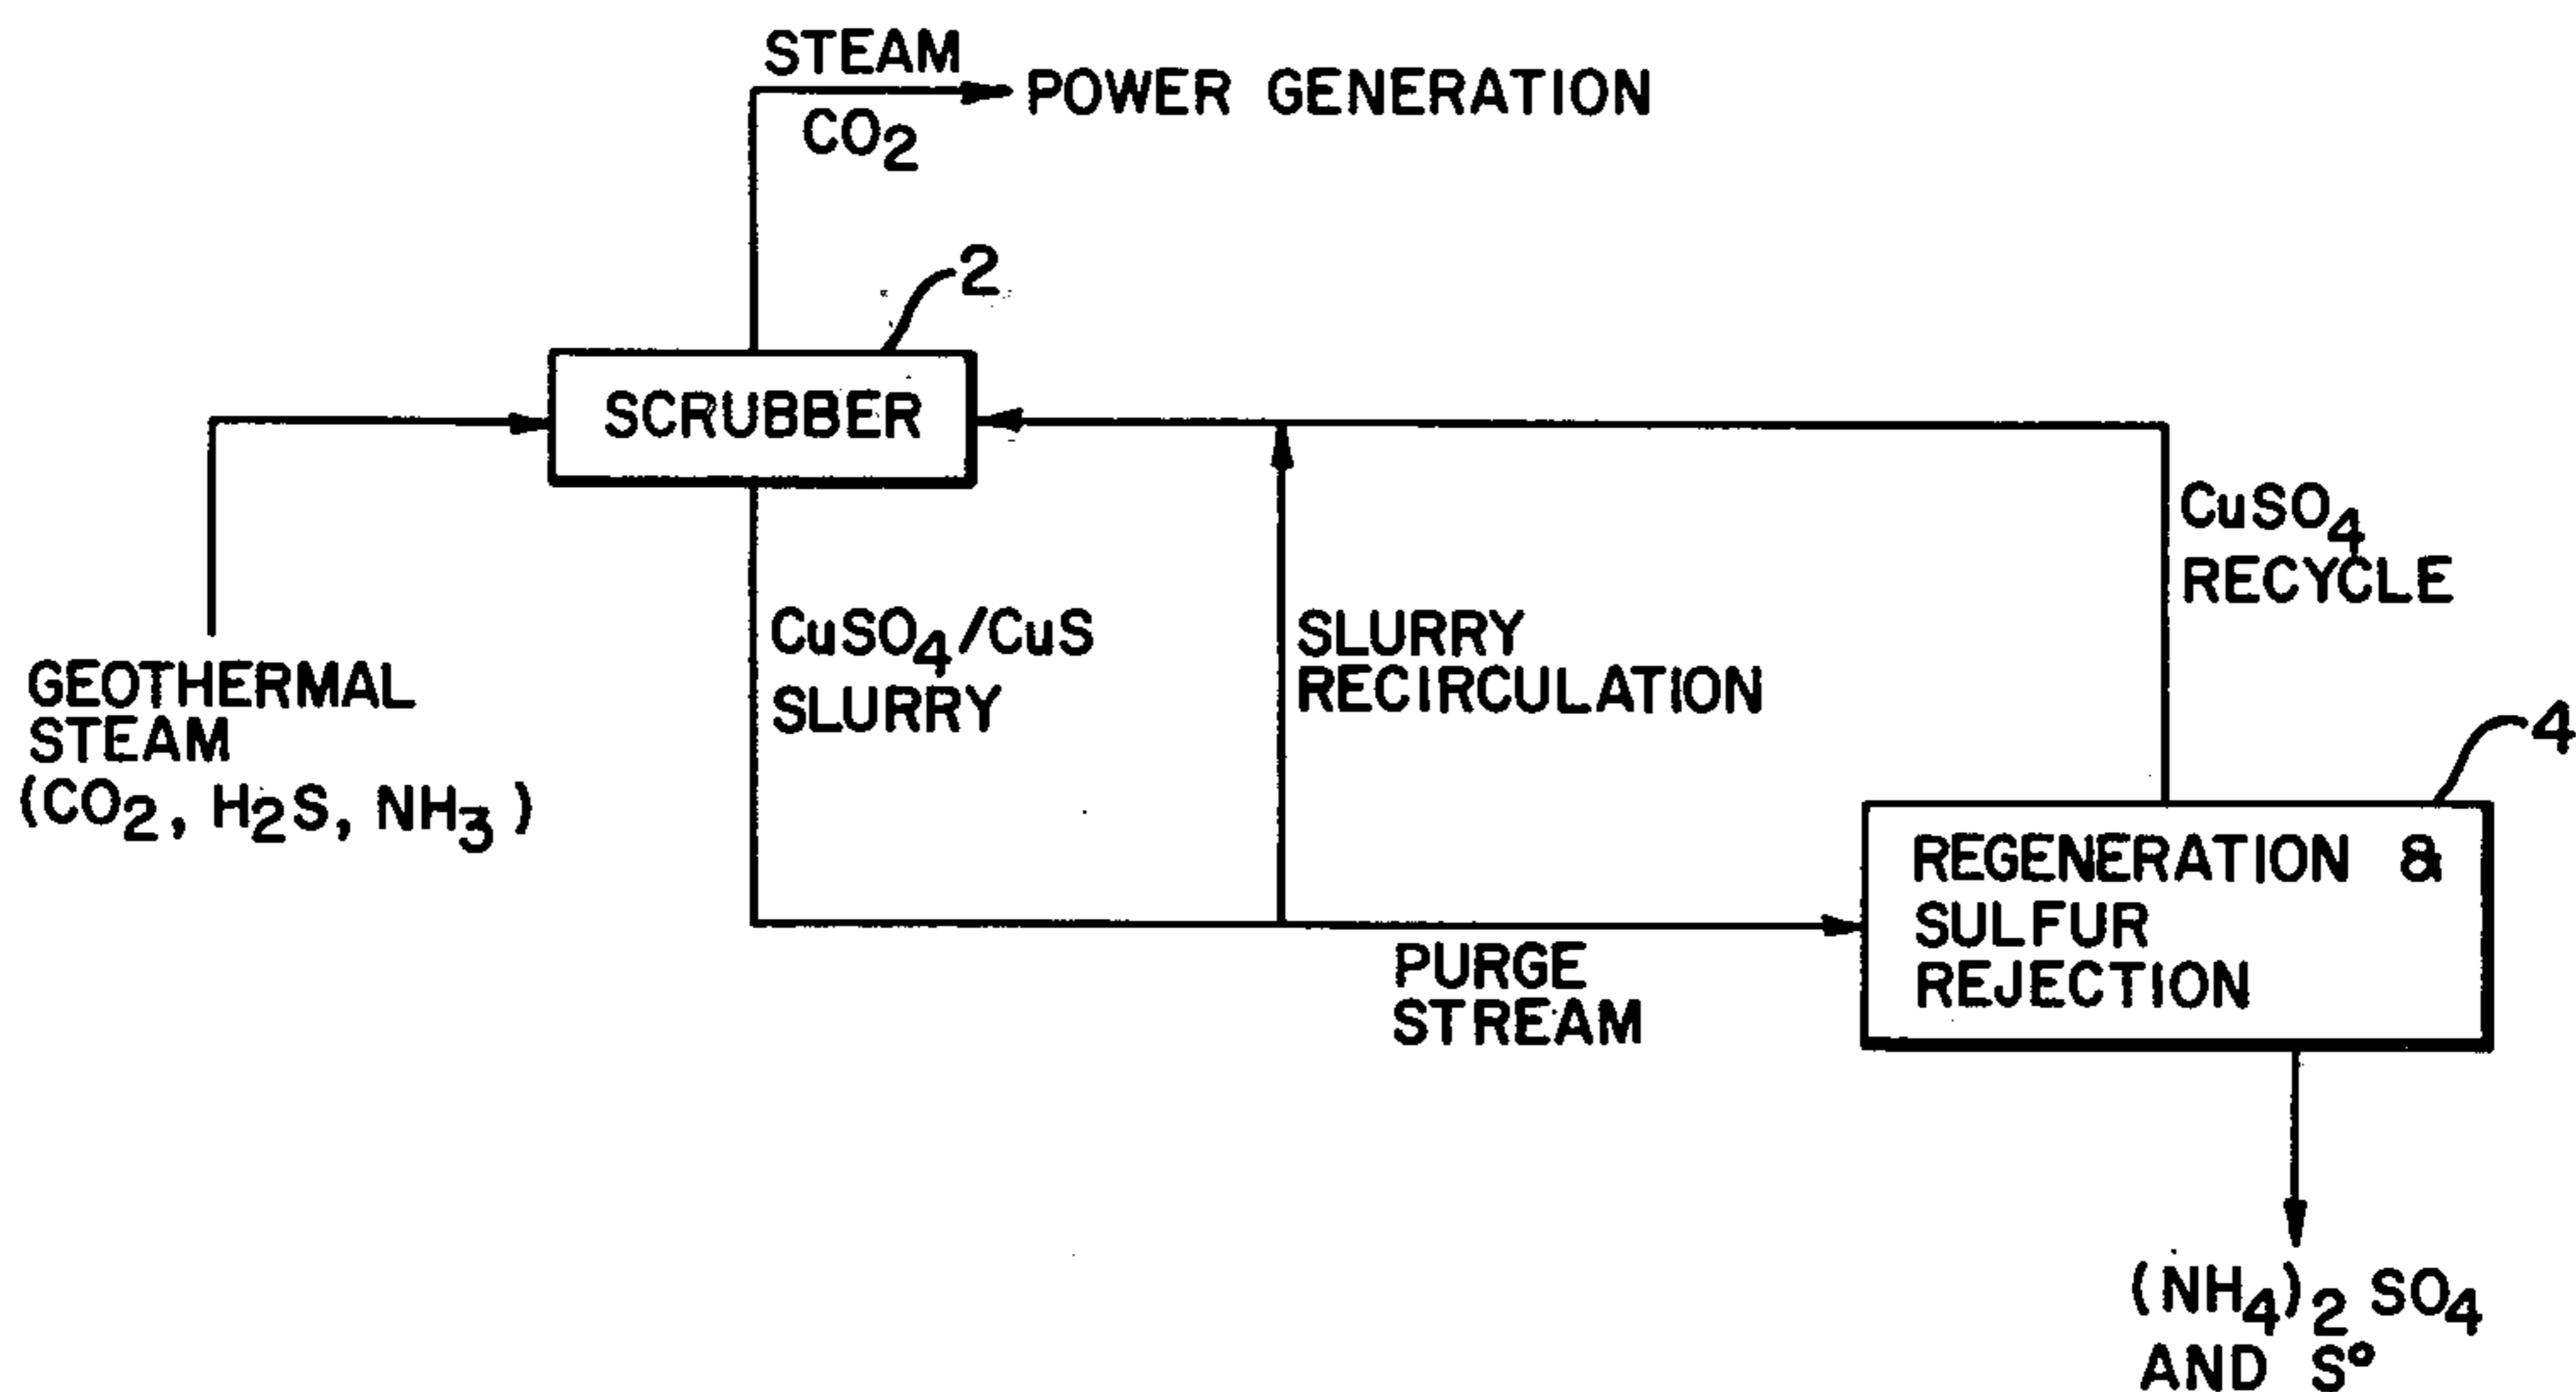 STEAM
CO2
POWER GENERATION
2
SCRUBBER
CuSO4
RECYCLE
CuSO4/CuS
SLURRY
SLURRY
RECIRCULATION
GEOTHERMAL
STEAM
(CO2, H2S, NH3)
4
REGENERATION &
SULFUR
REJECTION
PURGE
STREAM
(NH4)2 SO4
AND S°